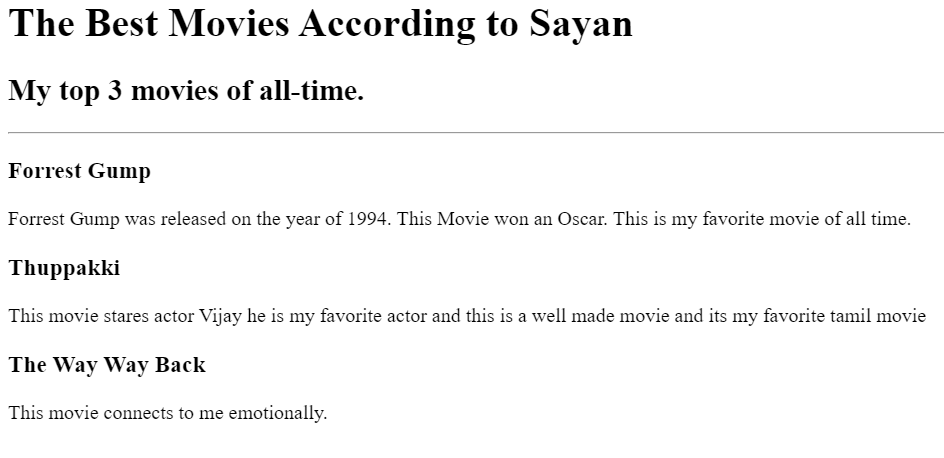 The Best Movies According to Sayan
My top 3 movies of all-time.
Forrest Gump
Forrest Gump was released on the year of 1994. This Movie won an Oscar. This is my favorite movie of all time.
Thuppakki
This movie stares actor Vijay he is my favorite actor and this is a well made movie and its my favorite tamil movie
The Way Way Back
This movie connects to me emotionally.